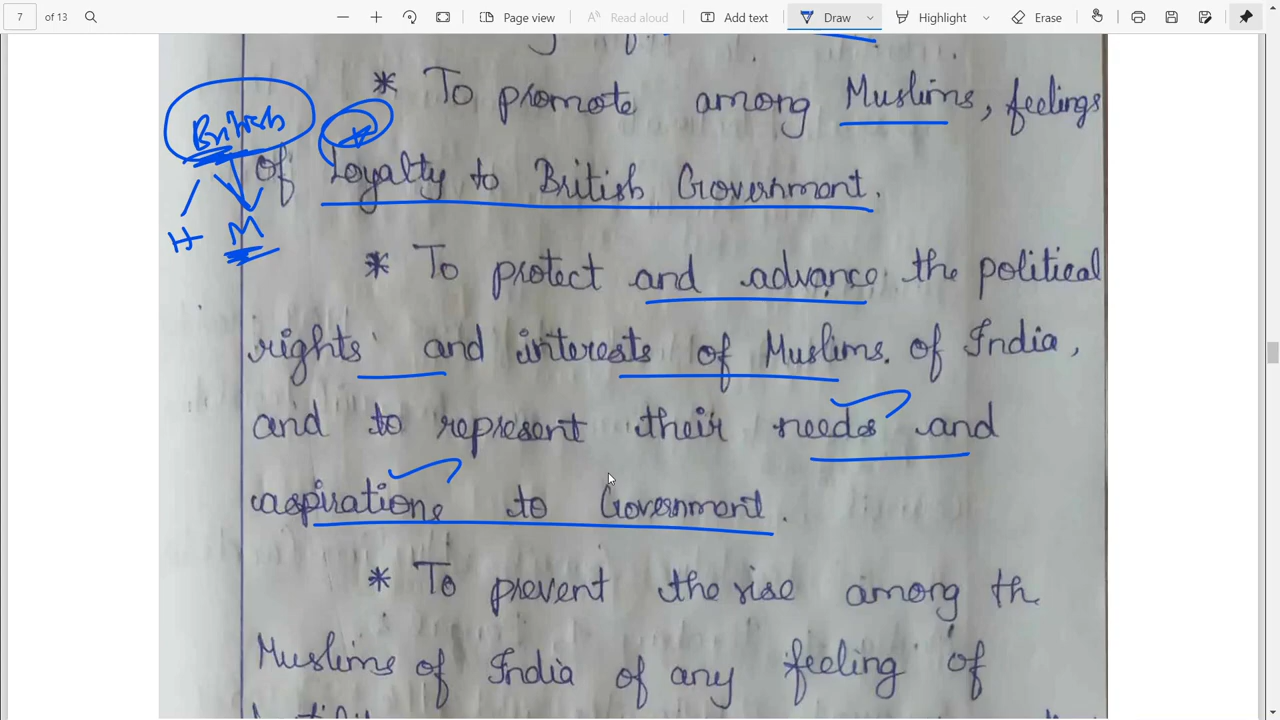 7 of 13 Page view Read aloud Add text Draw Highlight Erase
* To promote among Muslims, feelings
British
of Loyalty to British Government.
H M
* To protect and advance the political
rights and interests of Muslims. of India,
and to represent their needs and
aspirations to Government.
* To prevent the rise among th
Muslims of India of any feeling of